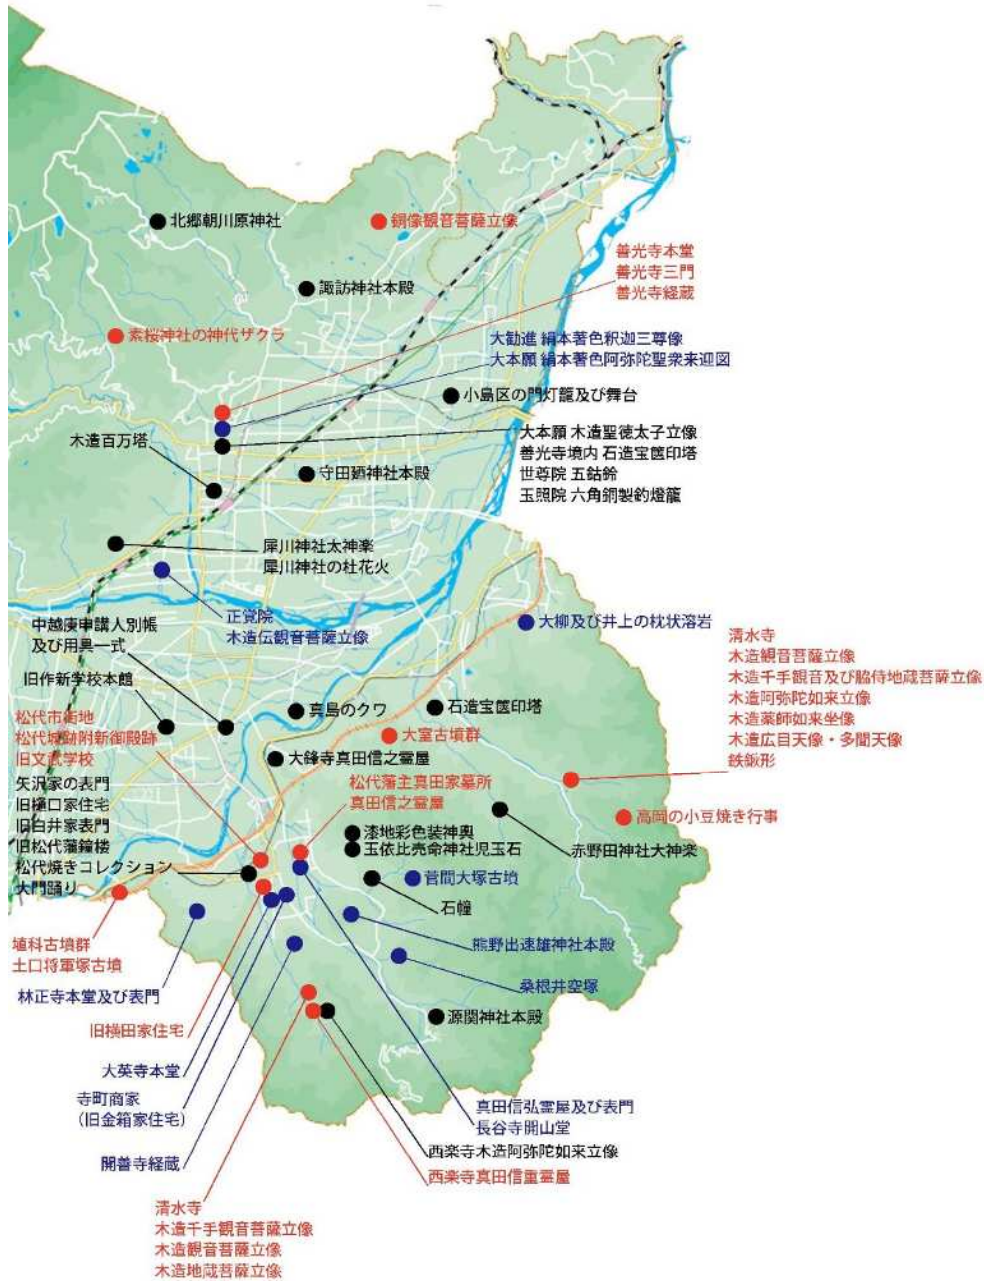 北郷朝川原神社
銅像観音菩薩立像
善光寺本堂
善光寺三門
善光寺経蔵
諏訪神社本殿
素桜神社の神代ザクラ
大勧進 絹本著色釈迦三尊像
大本願 絹本著色阿弥陀聖衆来迎図
小島区の門灯籠及び舞台
木造百万塔
大本願 木造聖徳太子立像
善光寺境内 石造宝篋印塔
世尊院 五鈷鈴
玉照院 六角銅製釣燈籠
守田廼神社本殿
犀川神社太神楽
犀川神社の杜花火
正覚院
木造伝観音菩薩立像
大柳及び井上の枕状溶岩
中越庚申講人別帳
及び用具一式
旧作新学校本館
清水寺
木造観音菩薩立像
木造千手観音及び脇侍地蔵菩薩立像
木造阿弥陀如来立像
木造薬師如来坐像
木造広目天像・多聞天像
鉄鍬形
松代市街地
松代城跡附新御殿跡
旧文武学校
真島のクワ
石造宝篋印塔
大室古墳群
大鋒寺真田信之霊屋
松代藩主真田家墓所
真田信之霊屋
矢沢家の表門
旧樋口家住宅
旧白井家表門
旧松代藩鐘楼
松代焼きコレクション
大門踊り
高岡の小豆焼き行事
赤野田神社大神楽
漆地彩色装神輿
玉依比売命神社児玉石
菅間大塚古墳
石幢
埴科古墳群
土口将軍塚古墳
熊野出速雄神社本殿
桑根井空塚
林正寺本堂及び表門
源関神社本殿
旧横田家住宅
大英寺本堂
寺町商家
(旧金箱家住宅)
真田信弘霊屋及び表門
長谷寺開山堂
西楽寺木造阿弥陀如来立像
開善寺経蔵
西楽寺真田信重霊屋
清水寺
木造千手観音菩薩立像
木造観音菩薩立像
木造地蔵菩薩立像